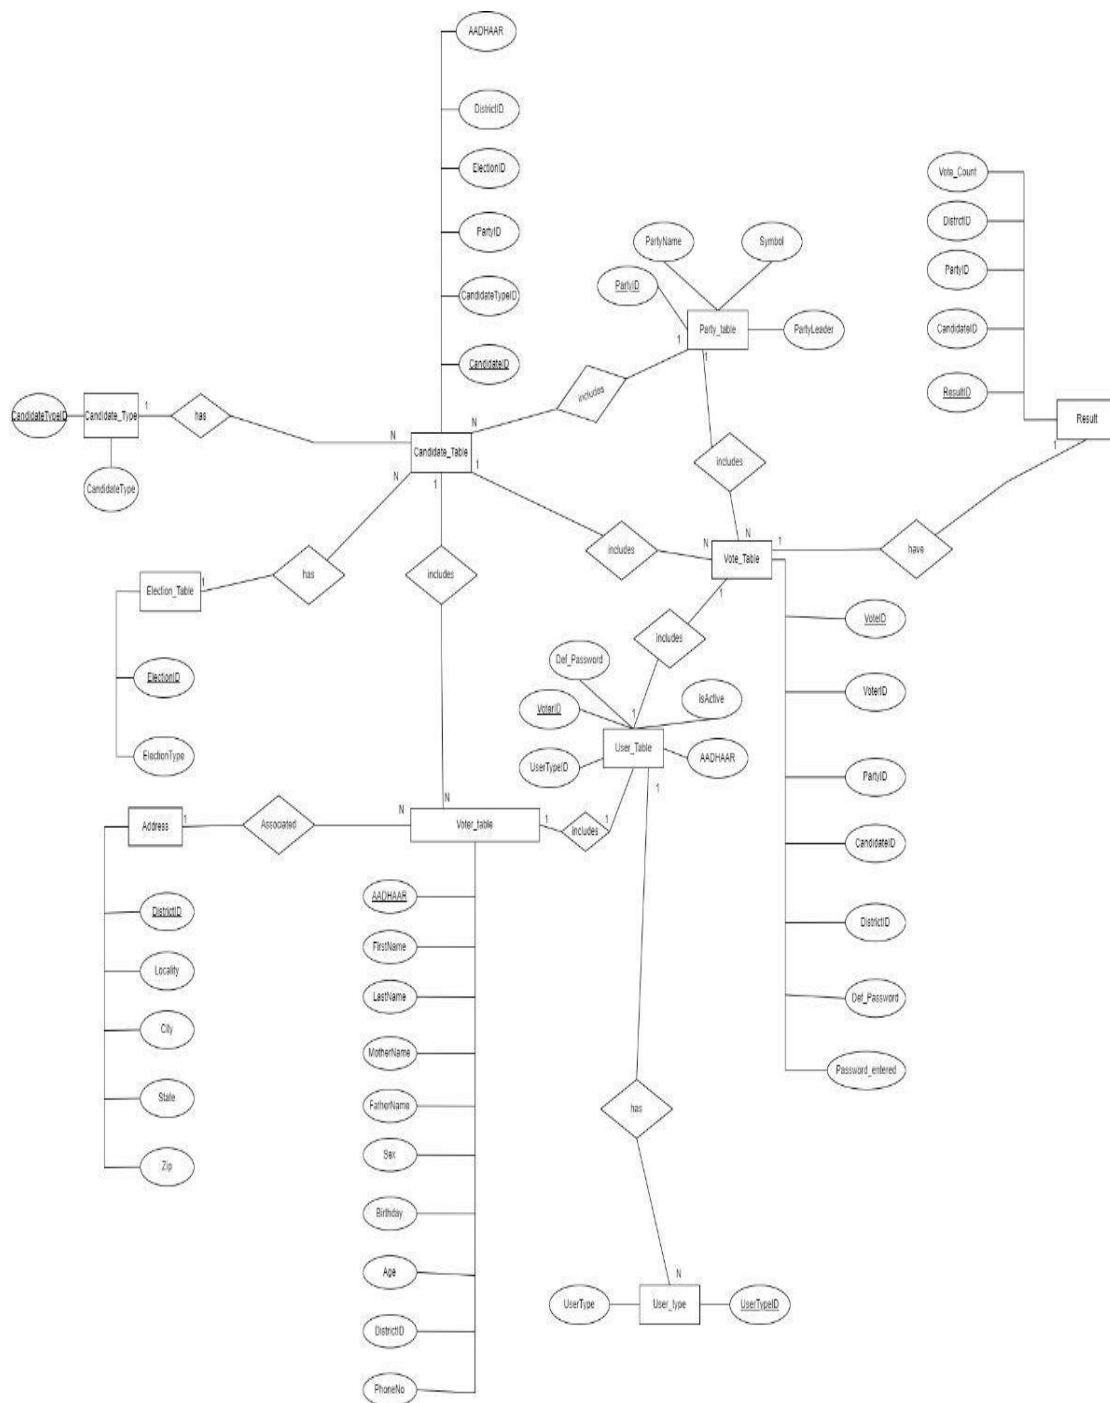 AADHAAR
DistrictID
ElectionID
PartyID
CandidateTypeID
CandidateID
PartyName
Symbol
PartyID
Party_table
PartyLeader
1
1
Vote_Count
DistrctID
PartyID
CandidateID
ResultID
Result
1
CandidateTypeID
Candidate_Type
1
has
N
CandidateType
includes
N
Candidate_Table
1
N
1
includes
N
includes
N
Vote_Table
1
have
has
includes
Election_Table
1
ElectionID
ElectionType
includes
1
1
Def_Password
VoterID
IsActive
User_Table
UserTypeID
AADHAAR
1
VoteID
VoterID
PartyID
CandidateID
DistrictID
Def_Password
Password_entered
Address
1
Associated
N
N
Voter_table
1
includes
1
DistrictID
Locality
City
State
Zip
AADHAAR
FirstName
LastName
MotherName
FatherName
Sex
Birthday
Age
DistrictID
PhoneNo
has
N
UserType
User_type
UserTypeID